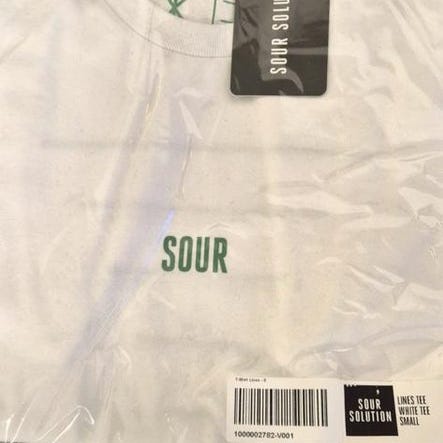 SOUR SOLU
SOUR
T-Shirt Lines - S
1000002782-V001
SOUR
SOLUTION
LINES TEE
WHITE TEE
SMALL